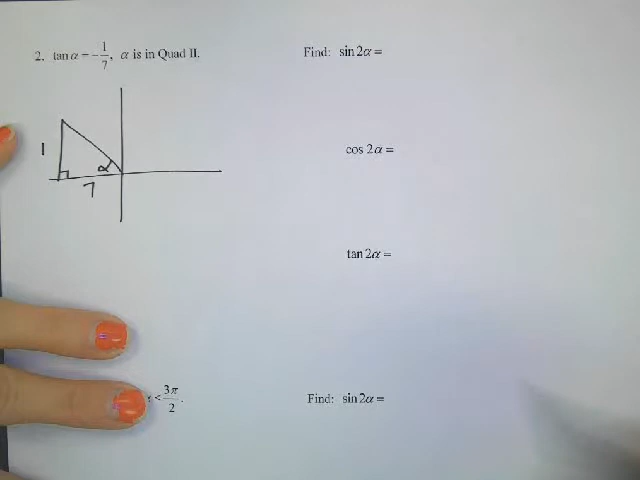 2. tan α = −1/7, α is in Quad II. Find: sin 2α =
1
α
7
cos 2α =
tan 2α =
< 3π/2. Find: sin 2α =